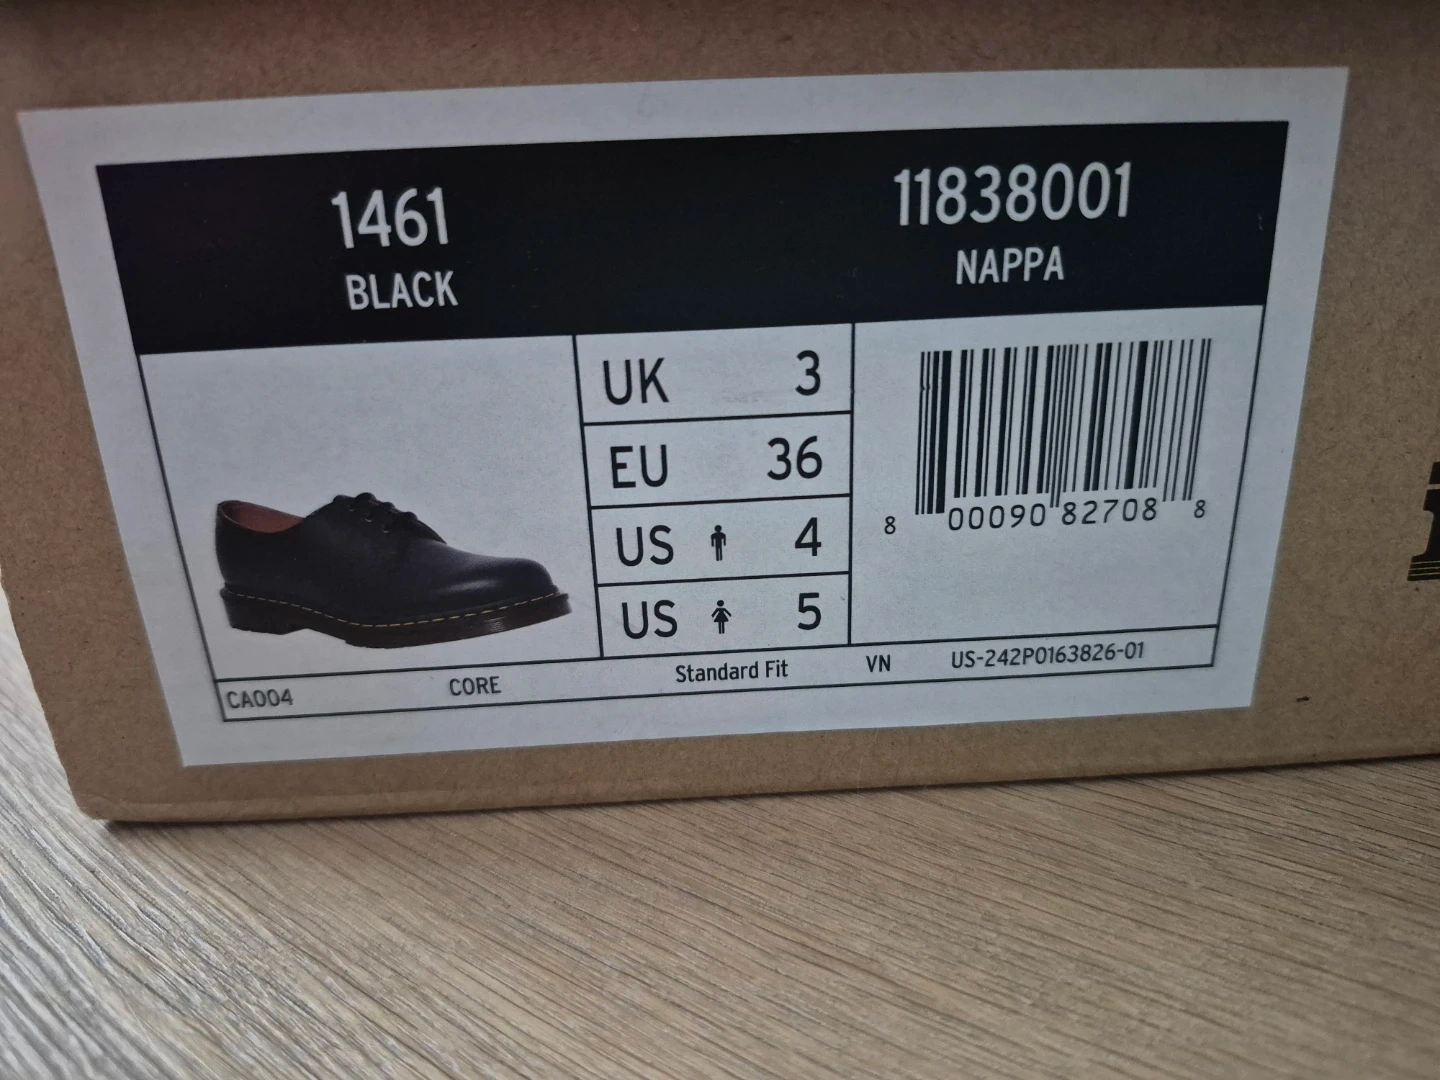 1461
BLACK
11838001
NAPPA
UK 3
EU 36
US 4
US 5
8 00090 82708 8
CA004 CORE Standard Fit VN US-242P0163826-01